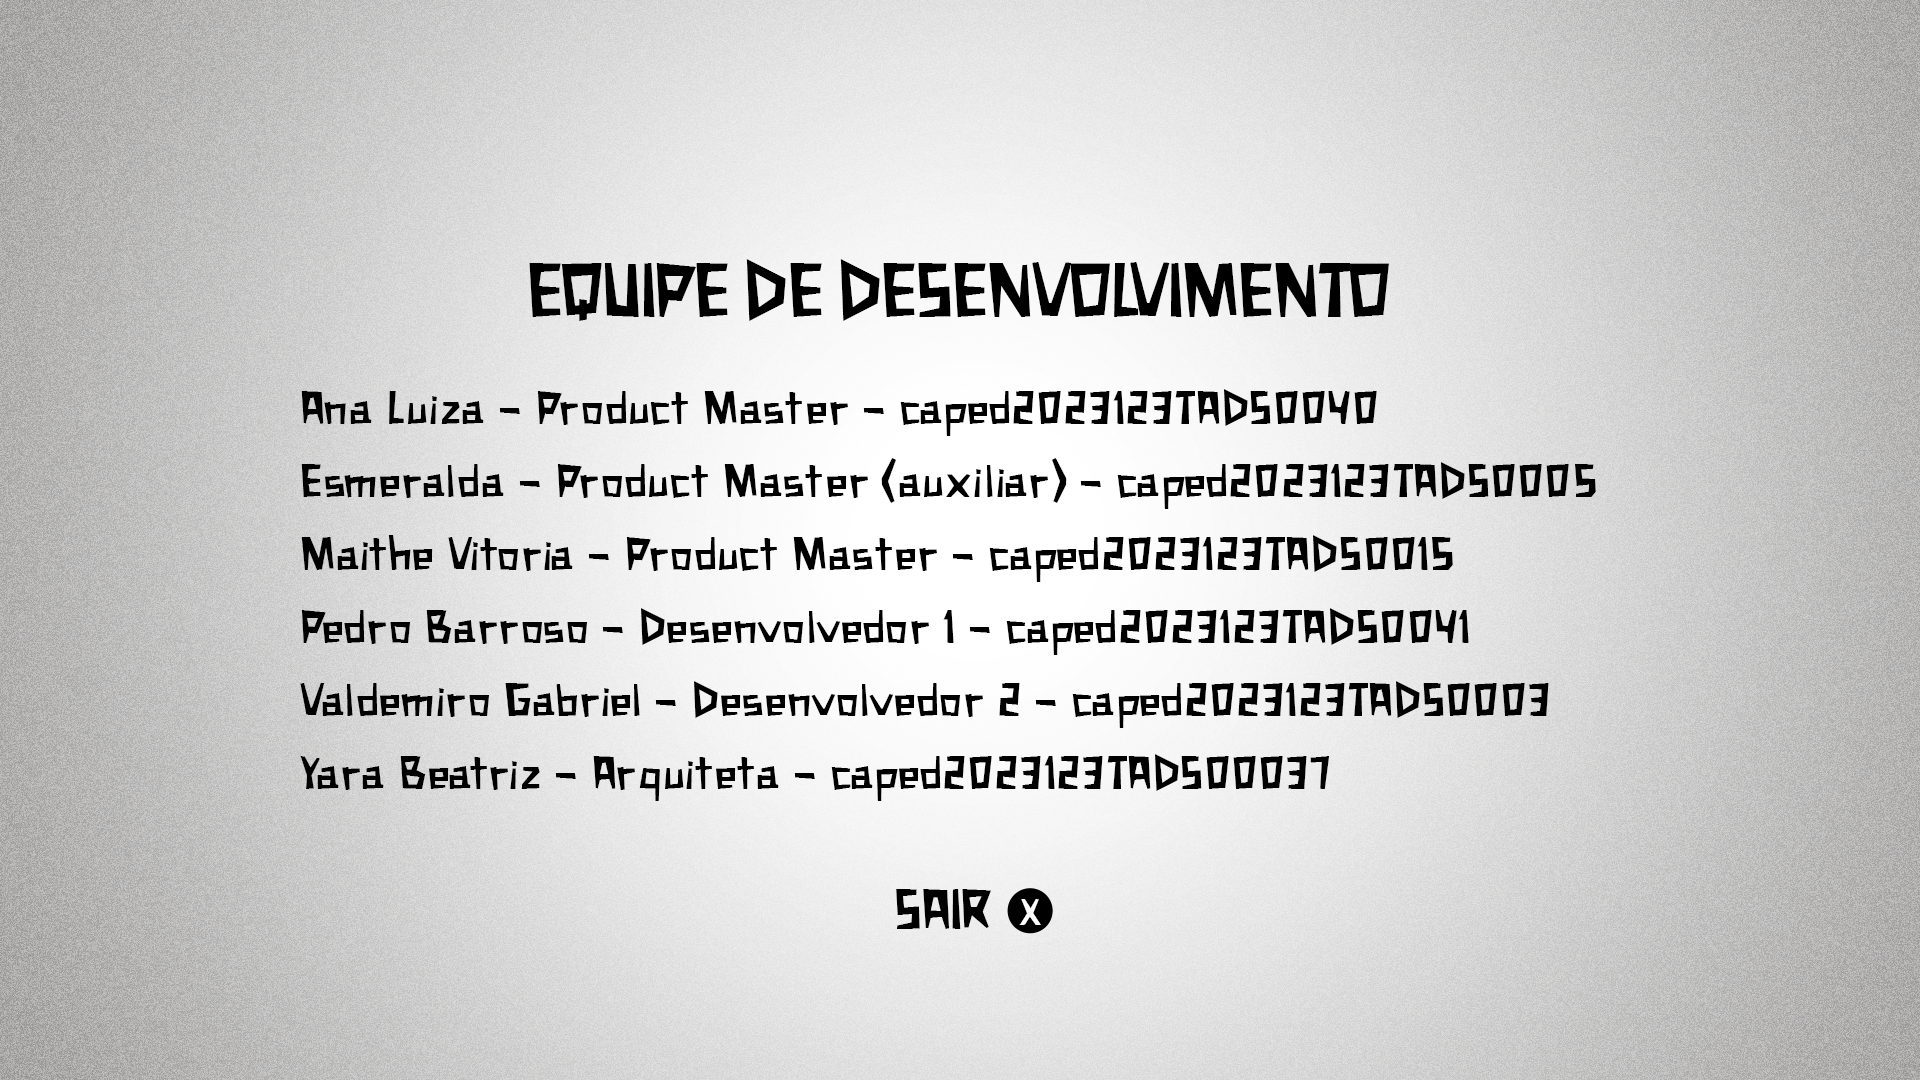 EQUIPE DE DESENVOLVIMENTO
Ana Luiza - Product Master - caped2023123TADS0040
Esmeralda - Product Master (auxiliar) - caped2023123TADS0005
Maithe Vitoria - Product Master - caped2023123TADS0015
Pedro Barroso - Desenvolvedor 1 - caped2023123TADS0041
Valdemiro Gabriel - Desenvolvedor 2 - caped2023123TADS0003
Yara Beatriz - Arquiteta - caped2023123TADS00037
SAIR X